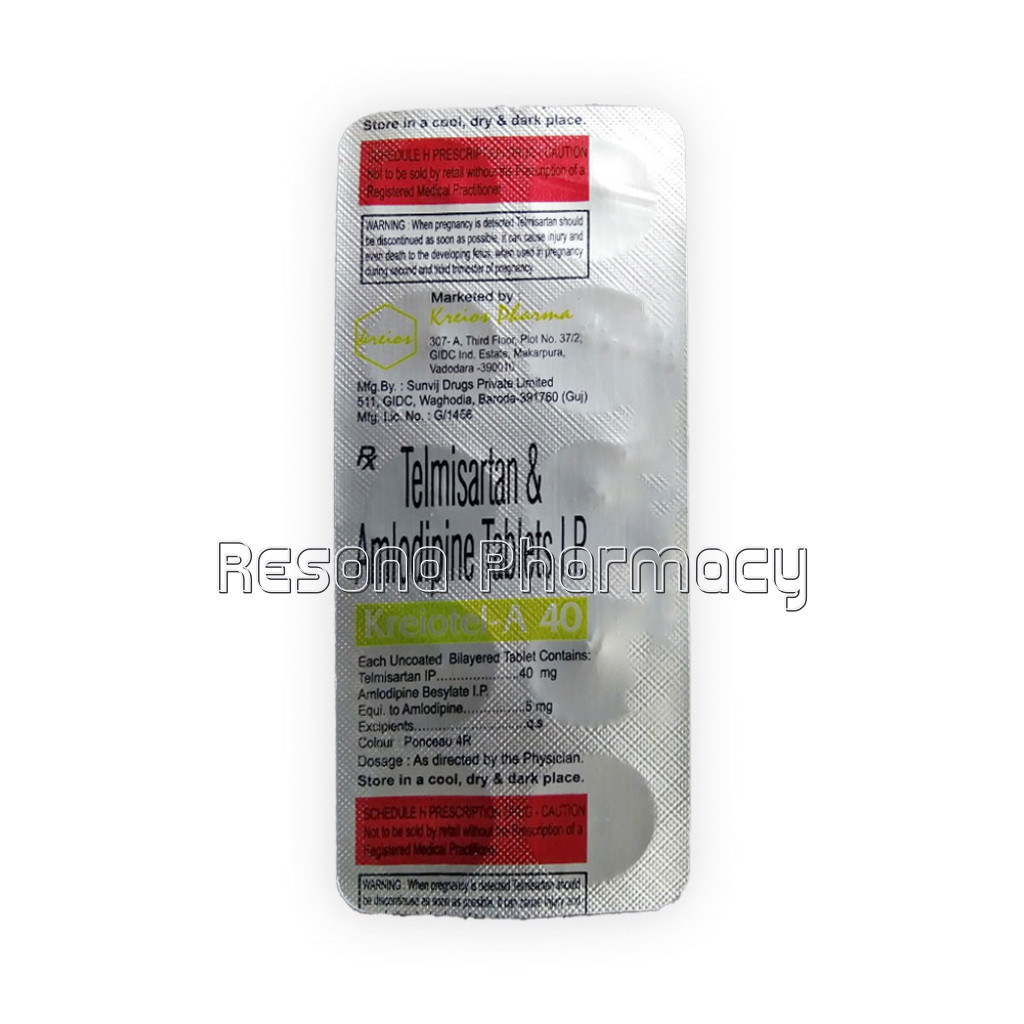 Store in a cool, dry & dark place.
SCHEDULE H PRESCRIPTION DRUG - CAUTION
Not to be sold by retail without the Prescription of a
Registered Medical Practitioner.
WARNING : When pregnancy is detected Telmisartan should
be discontinued as soon as possible, it can cause injury and
even death to the developing fetus, when used in pregnancy
during second and third trimester of pregnancy.
Marketed by :
Kreios Pharma
kreios
307- A, Third Floor, Plot No. 37/2,
GIDC Ind. Estate, Makarpura,
Vadodara -390010
Mfg.By. : Sunvij Drugs Private Limited
511, GIDC, Waghodia, Baroda-391760 (Guj)
Mfg. Lic. No. : G/1456
Rx Telmisartan &
Amlodipine Tablets I.P.
Resona Pharmacy
Kreiotel-A 40
Each Uncoated Bilayered Tablet Contains:
Telmisartan IP....................40 mg
Amlodipine Besylate I.P.
Equi. to Amlodipine...............5 mg
Excipients...........................q.s
Colour : Ponceau 4R
Dosage : As directed by the Physician.
Store in a cool, dry & dark place.
SCHEDULE H PRESCRIPTION DRUG - CAUTION
Not to be sold by retail without the Prescription of a
Registered Medical Practitioner.
WARNING : When pregnancy is detected Telmisartan should
be discontinued as soon as possible, it can cause injury and